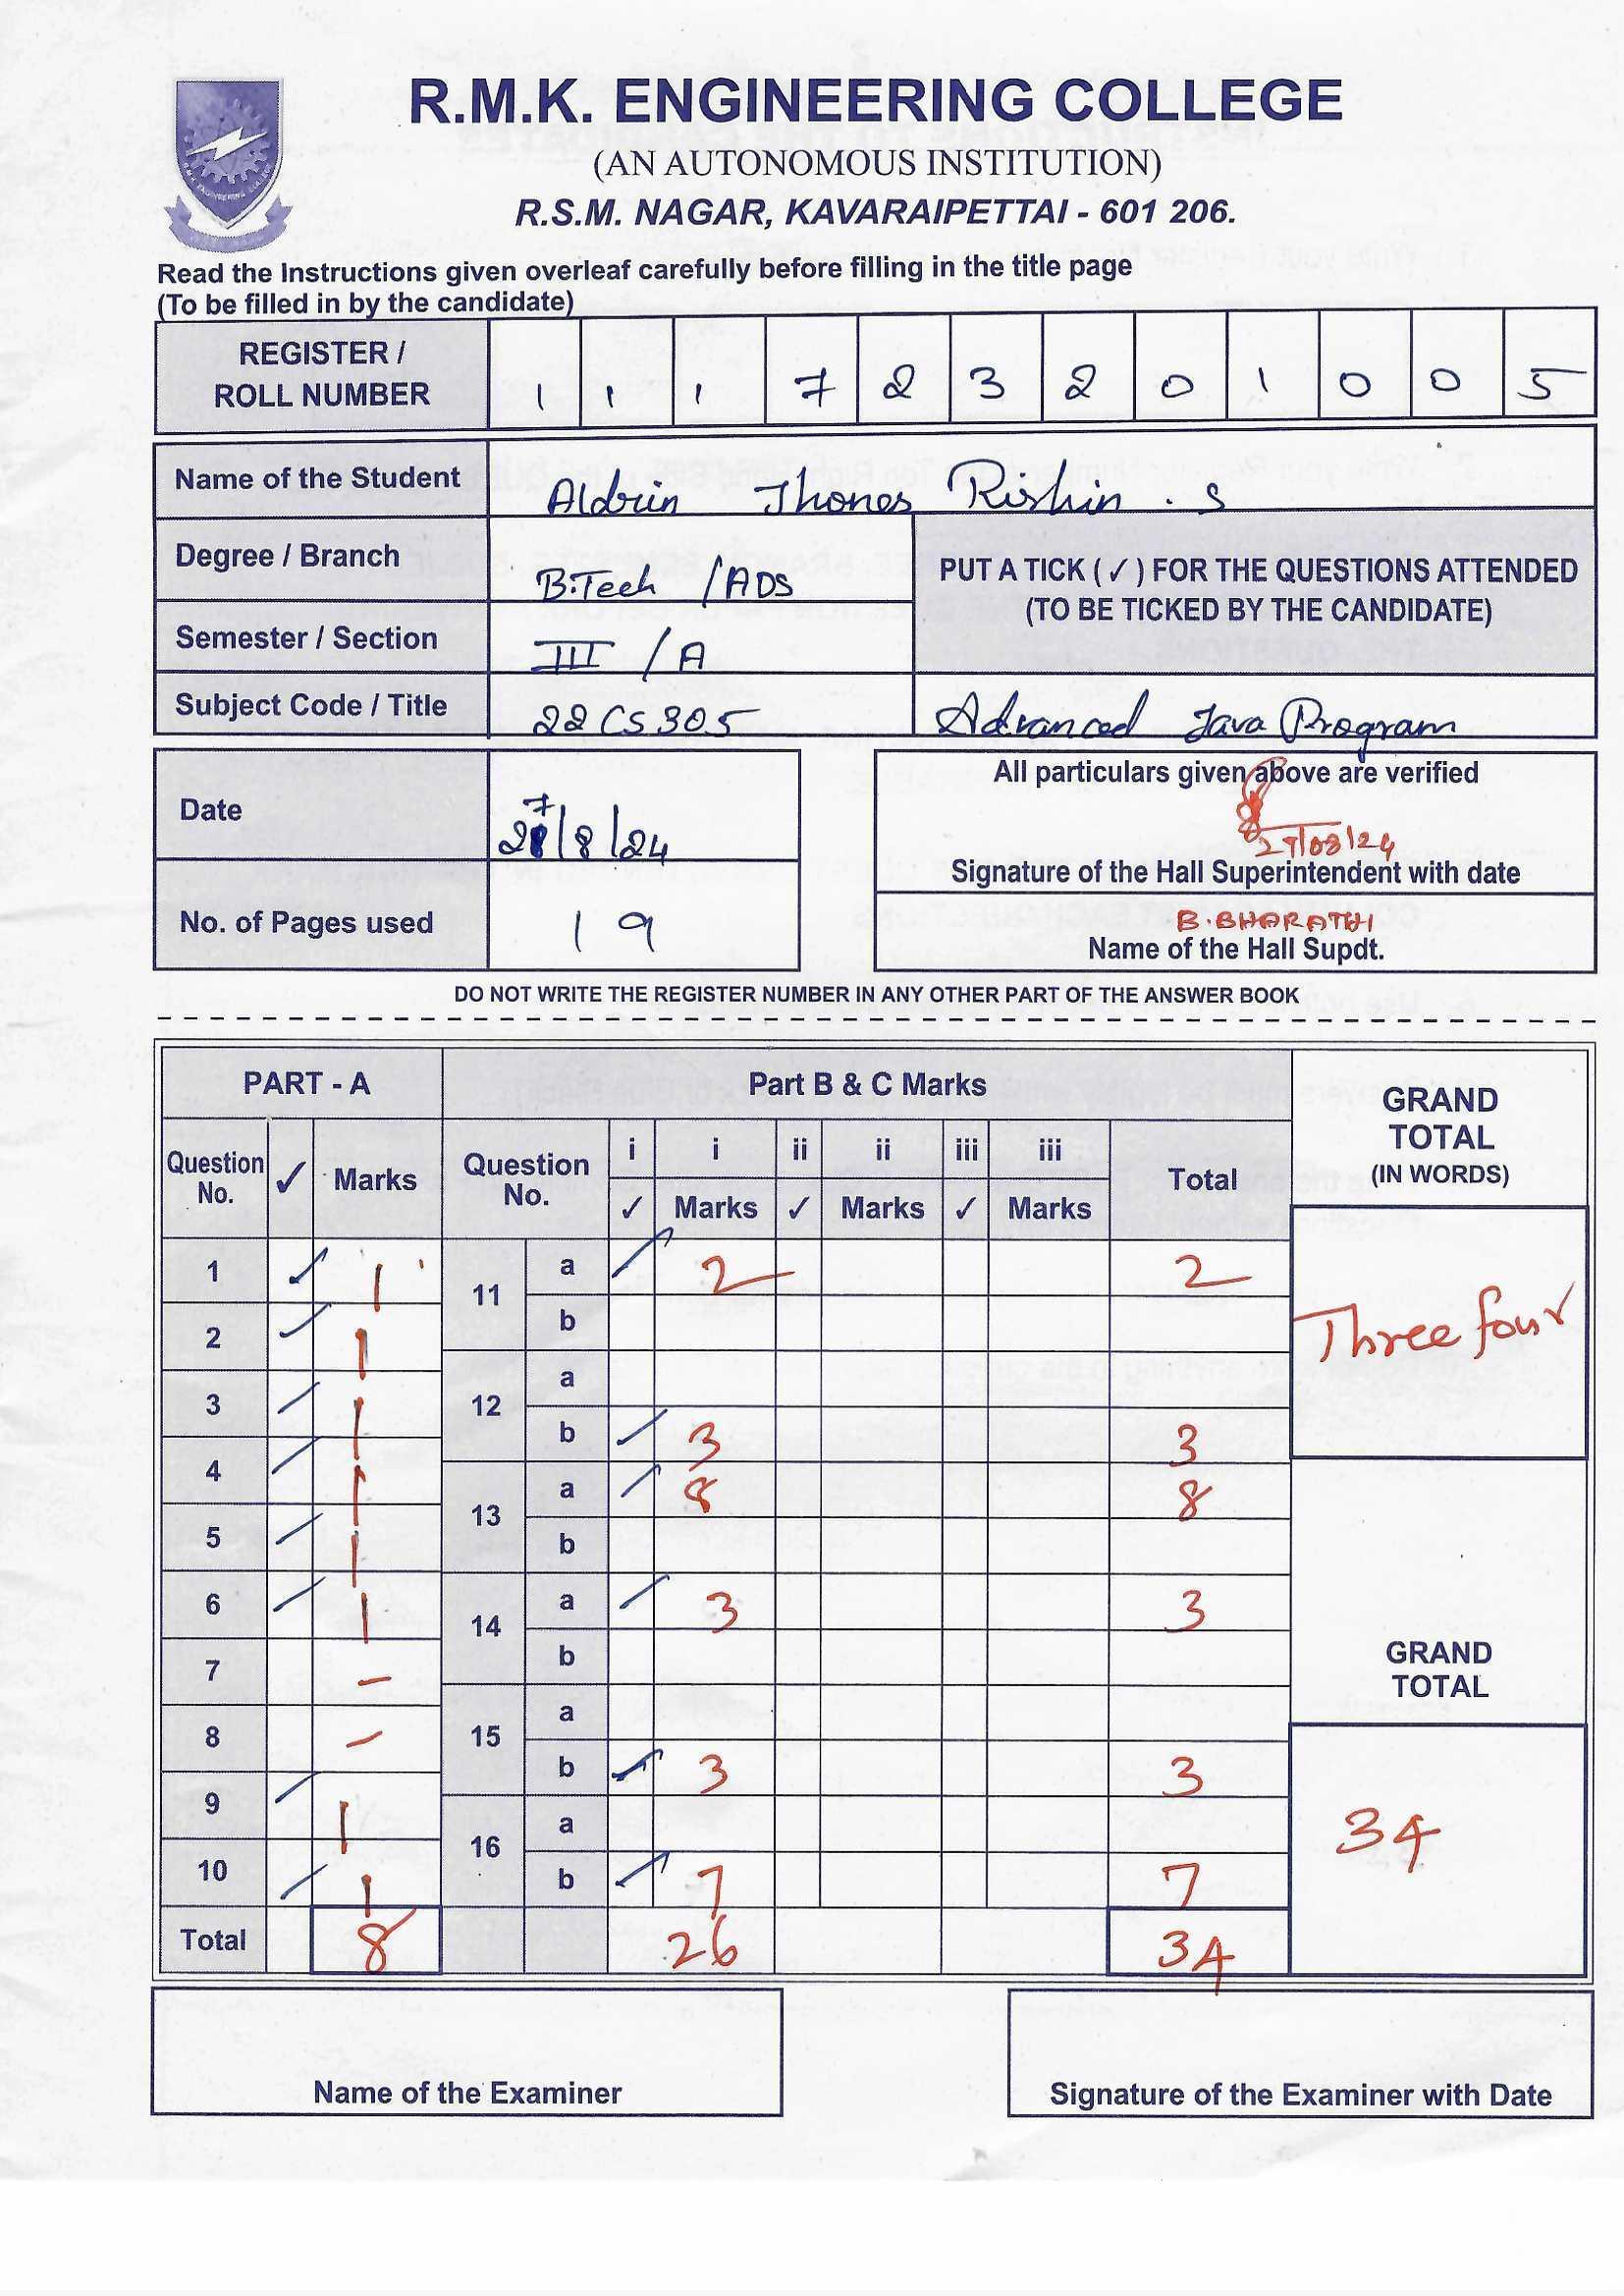 R.M.K. ENGINEERING COLLEGE
(AN AUTONOMOUS INSTITUTION)
R.S.M. NAGAR, KAVARAIPETTAI - 601 206.
Read the Instructions given overleaf carefully before filling in the title page
(To be filled in by the candidate)
REGISTER / ROLL NUMBER 1 1 1 7 2 3 2 0 1 0 0 5
Name of the Student Aldrin Jhones Rishin . S
Degree / Branch B.Tech / ADS
PUT A TICK ( ✓ ) FOR THE QUESTIONS ATTENDED
(TO BE TICKED BY THE CANDIDATE)
Semester / Section III / A
Subject Code / Title 22CS305 Advanced Java Program
Date 27/8/24
All particulars given above are verified
27/08/24
Signature of the Hall Superintendent with date
No. of Pages used 19
B.BHARATHI
Name of the Hall Supdt.
DO NOT WRITE THE REGISTER NUMBER IN ANY OTHER PART OF THE ANSWER BOOK
PART - A
Question No. ✓ Marks
1 ✓ 1
2 ✓ 1
3 ✓ 1
4 ✓ 1
5 ✓ 1
6 ✓ 1
7 –
8 –
9 ✓ 1
10 ✓ 1
Total 8
Part B & C Marks
Question No. i i ii ii iii iii Total
✓ Marks ✓ Marks ✓ Marks
11 a ✓ 2 2
b
12 a
b ✓ 3 3
13 a ✓ 8 8
b
14 a ✓ 3 3
b
15 a
b ✓ 3 3
16 a
b ✓ 7 7
26 34
GRAND TOTAL
(IN WORDS)
Three four
GRAND TOTAL
34
Name of the Examiner
Signature of the Examiner with Date